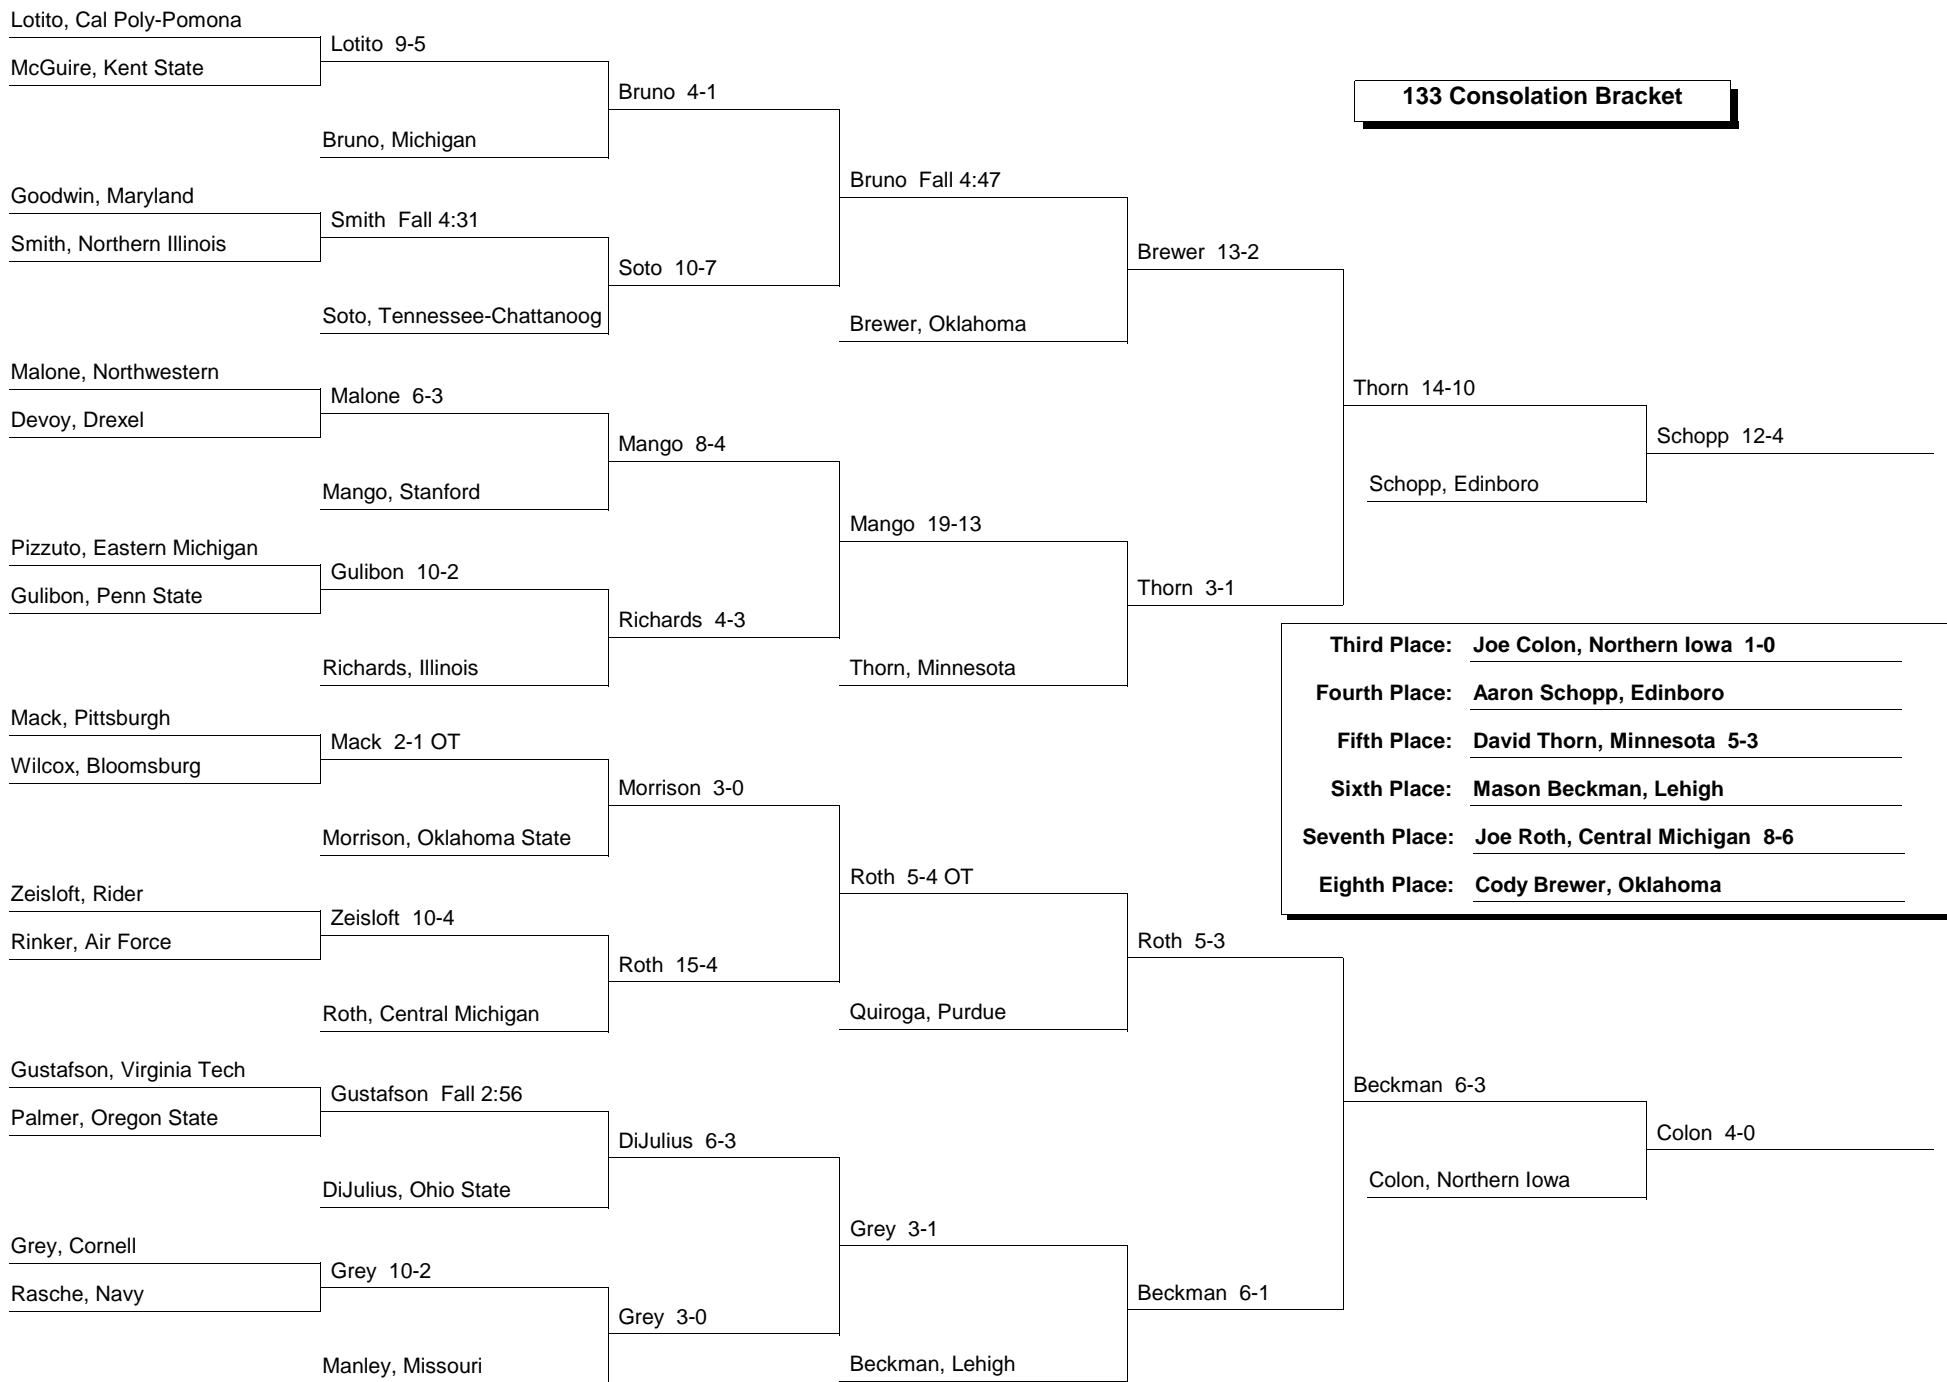 Lotito, Cal Poly-Pomona
McGuire, Kent State
Goodwin, Maryland
Smith, Northern Illinois
Malone, Northwestern
Devoy, Drexel
Pizzuto, Eastern Michigan
Gulibon, Penn State
Mack, Pittsburgh
Wilcox, Bloomsburg
Zeisloft, Rider
Rinker, Air Force
Gustafson, Virginia Tech
Palmer, Oregon State
Grey, Cornell
Rasche, Navy
Lotito 9-5
Bruno, Michigan
Smith Fall 4:31
Soto, Tennessee-Chattanoog
Malone 6-3
Mango, Stanford
Gulibon 10-2
Richards, Illinois
Mack 2-1 OT
Morrison, Oklahoma State
Zeisloft 10-4
Roth, Central Michigan
Gustafson Fall 2:56
DiJulius, Ohio State
Grey 10-2
Manley, Missouri
Bruno 4-1
Soto 10-7
Mango 8-4
Richards 4-3
Morrison 3-0
Roth 15-4
DiJulius 6-3
Grey 3-0
Bruno Fall 4:47
Brewer, Oklahoma
Mango 19-13
Thorn, Minnesota
Roth 5-4 OT
Quiroga, Purdue
Grey 3-1
Beckman, Lehigh
Brewer 13-2
Thorn 3-1
Roth 5-3
Beckman 6-1
Thorn 14-10
Schopp, Edinboro
Beckman 6-3
Colon, Northern Iowa
Schopp 12-4
Colon 4-0
133 Consolation Bracket
Third Place: Joe Colon, Northern Iowa 1-0
Fourth Place: Aaron Schopp, Edinboro
Fifth Place: David Thorn, Minnesota 5-3
Sixth Place: Mason Beckman, Lehigh
Seventh Place: Joe Roth, Central Michigan 8-6
Eighth Place: Cody Brewer, Oklahoma